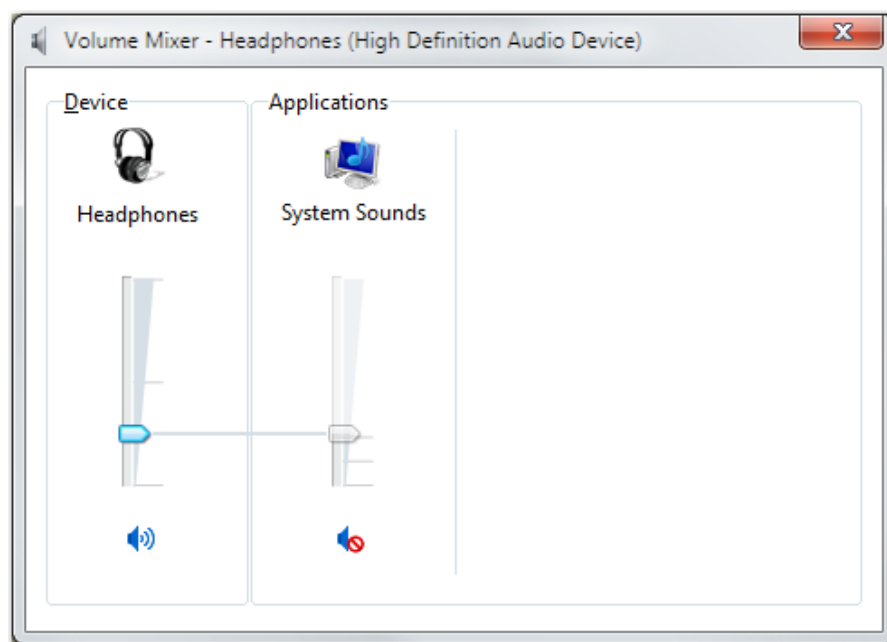 Volume Mixer - Headphones (High Definition Audio Device)
Device
Applications
Headphones
System Sounds